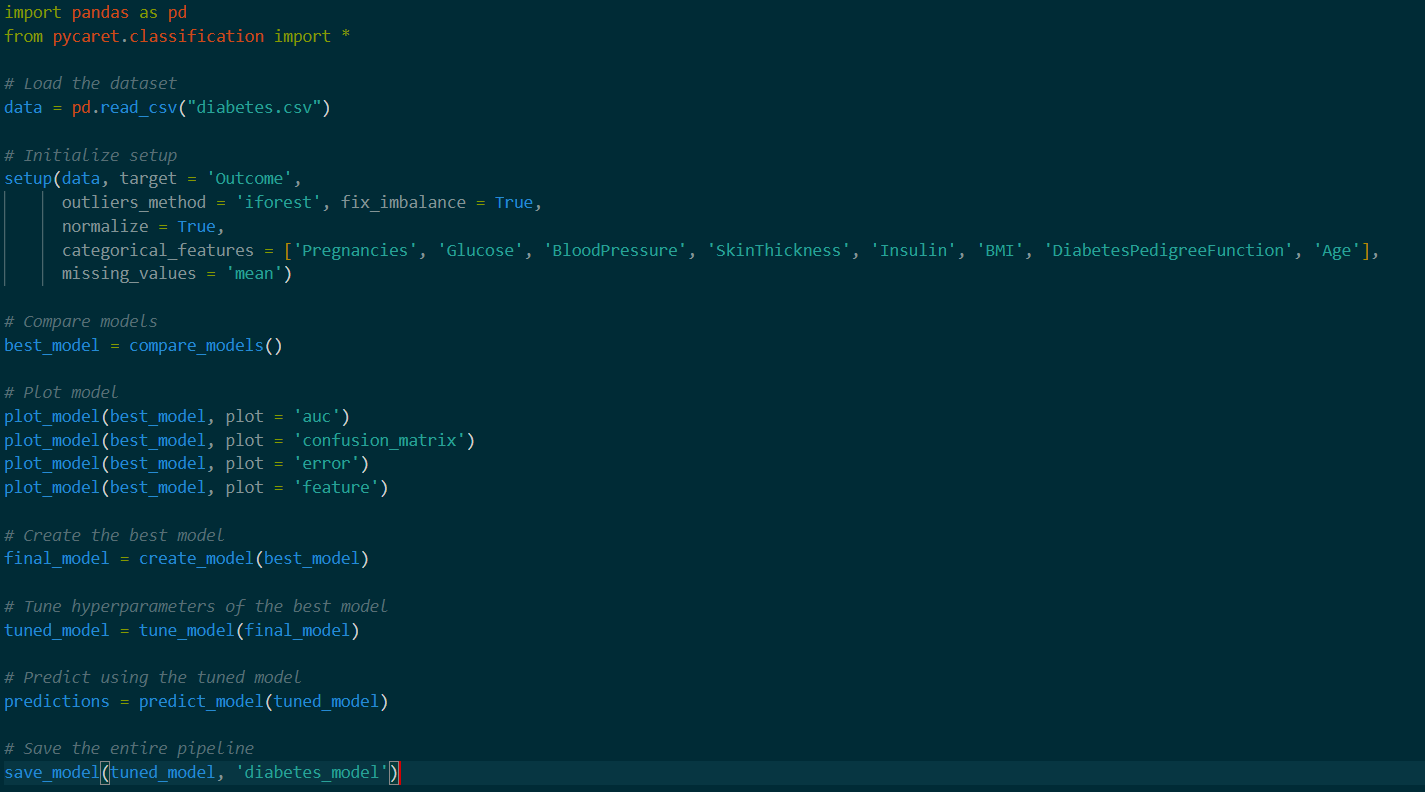 import pandas as pd
from pycaret.classification import *
# Load the dataset
data = pd.read_csv("diabetes.csv")
# Initialize setup
setup(data, target = 'Outcome',
outliers_method = 'iforest', fix_imbalance = True,
normalize = True,
categorical_features = ['Pregnancies', 'Glucose', 'BloodPressure', 'SkinThickness', 'Insulin', 'BMI', 'DiabetesPedigreeFunction', 'Age'],
missing_values = 'mean')
# Compare models
best_model = compare_models()
# Plot model
plot_model(best_model, plot = 'auc')
plot_model(best_model, plot = 'confusion_matrix')
plot_model(best_model, plot = 'error')
plot_model(best_model, plot = 'feature')
# Create the best model
final_model = create_model(best_model)
# Tune hyperparameters of the best model
tuned_model = tune_model(final_model)
# Predict using the tuned model
predictions = predict_model(tuned_model)
# Save the entire pipeline
save_model(tuned_model, 'diabetes_model')